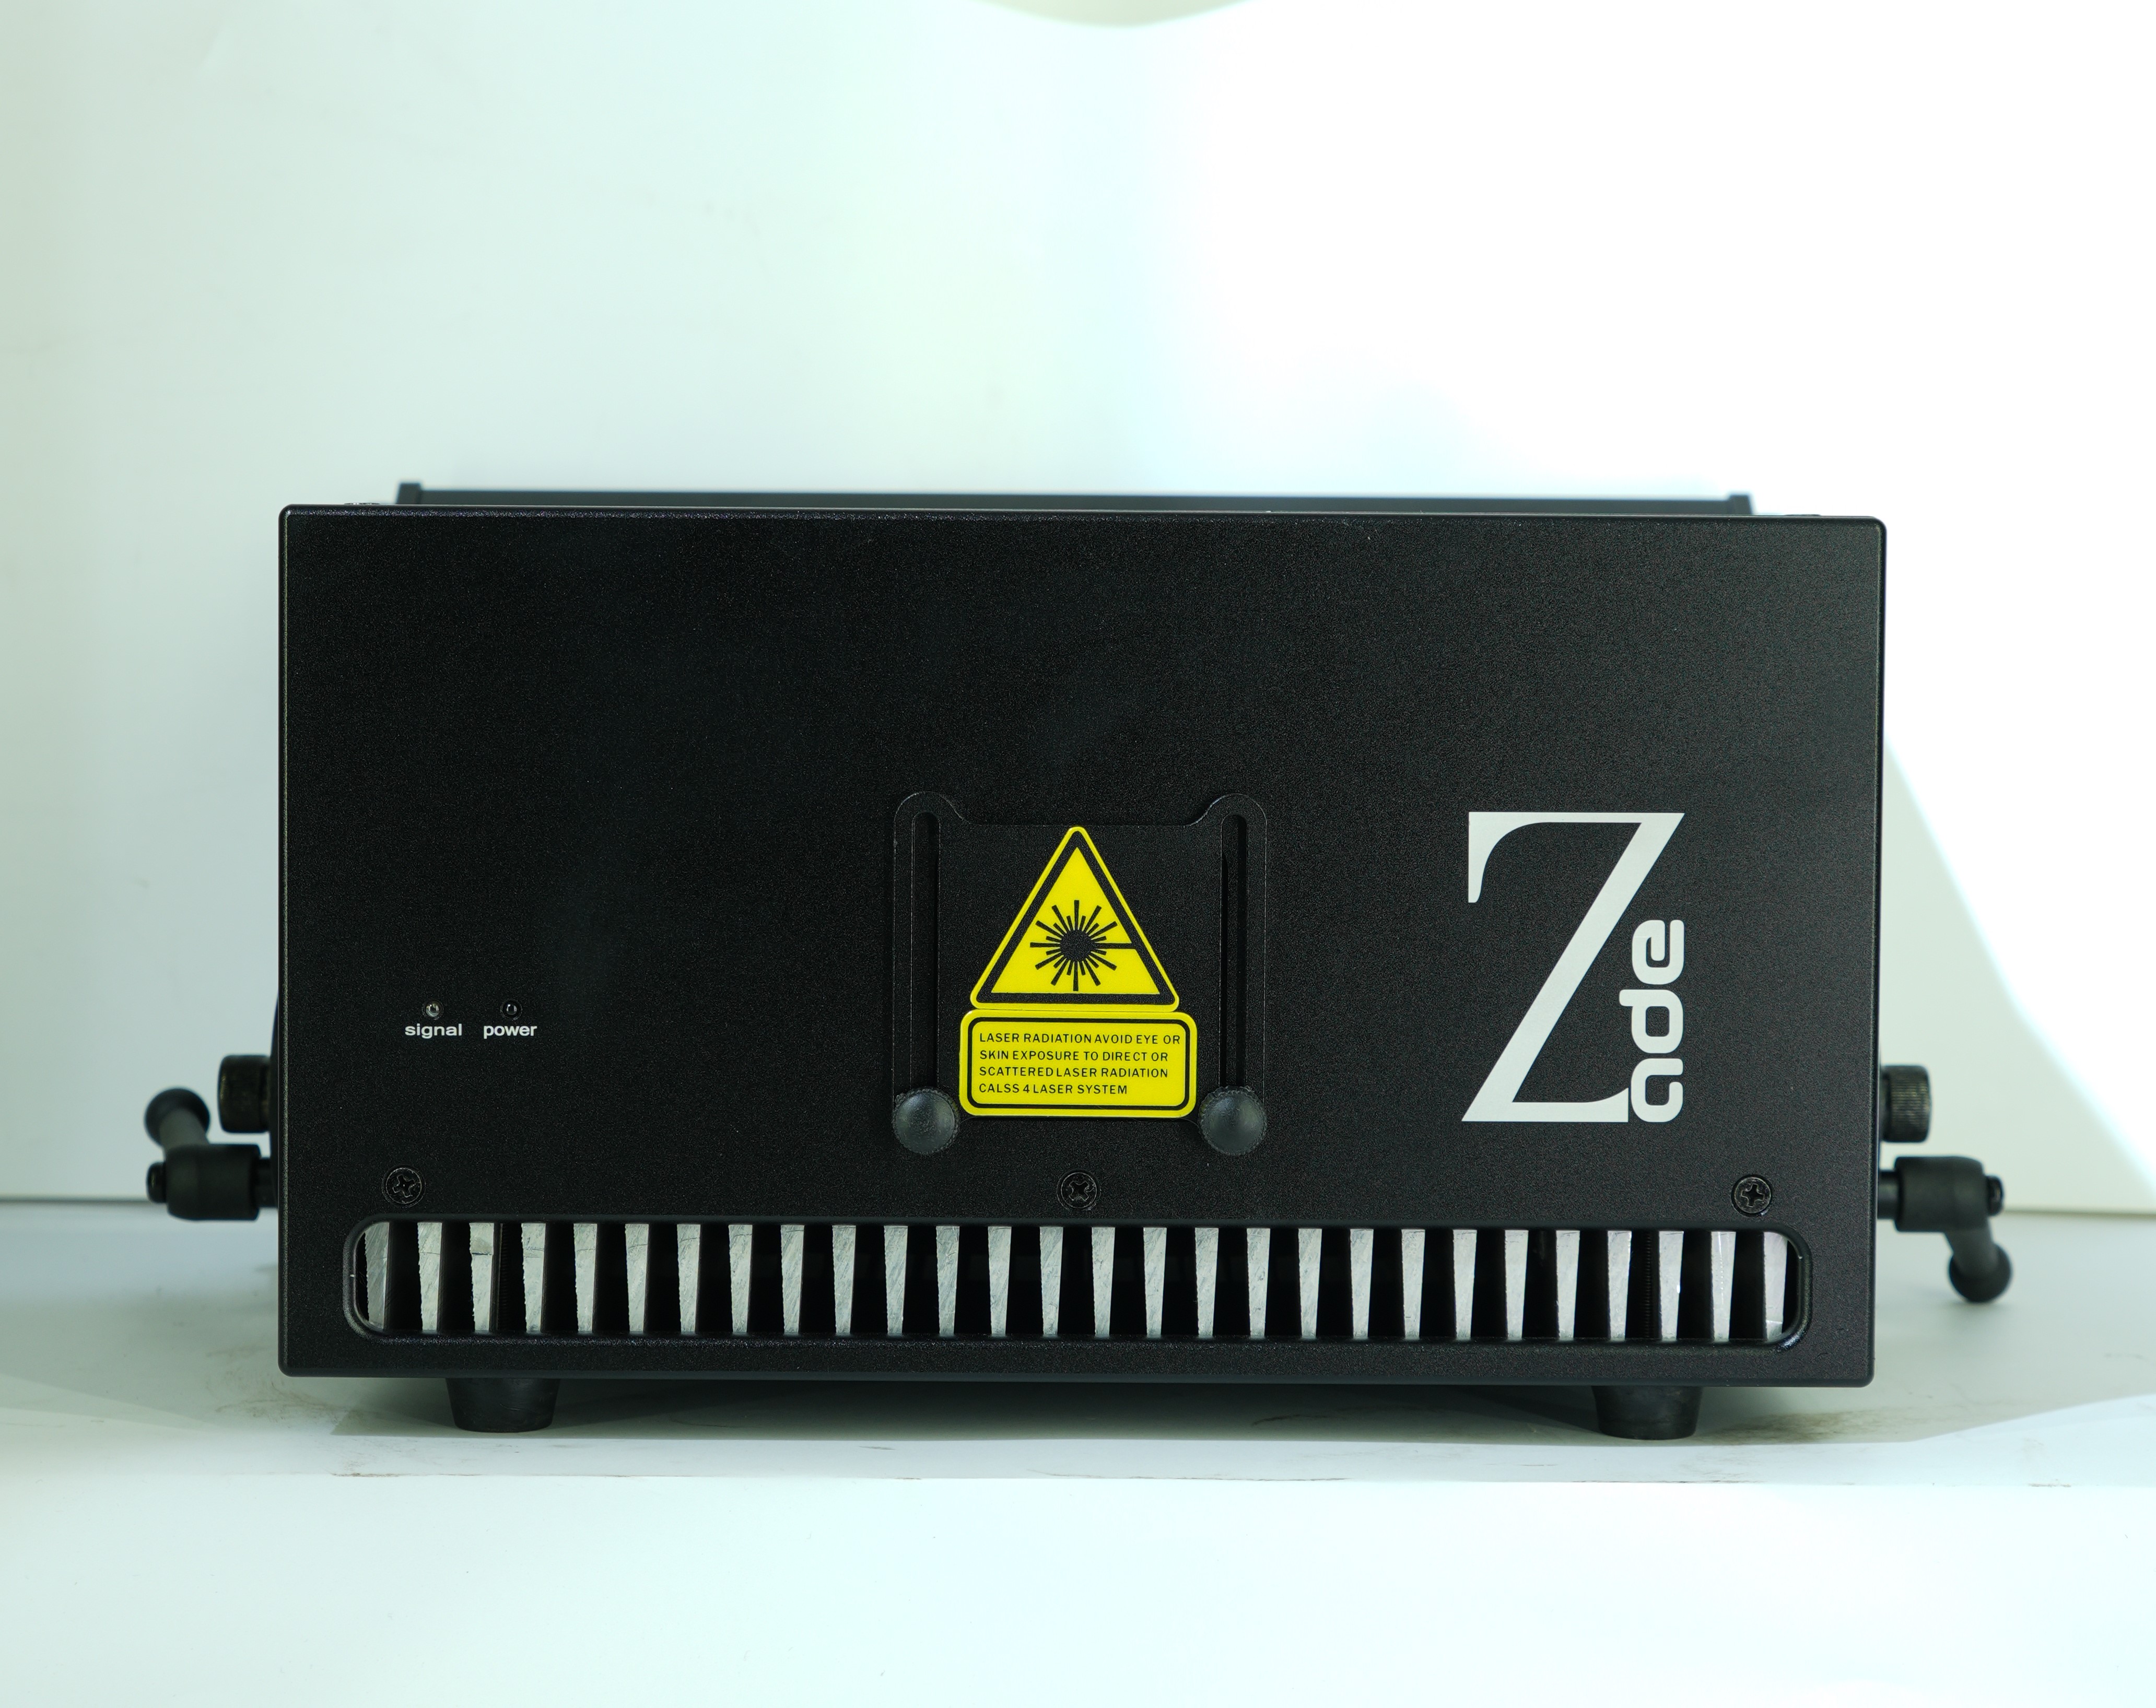 signal power
LASER RADIATION AVOID EYE OR
SKIN EXPOSURE TO DIRECT OR
SCATTERED LASER RADIATION
CALSS 4 LASER SYSTEM
Zade